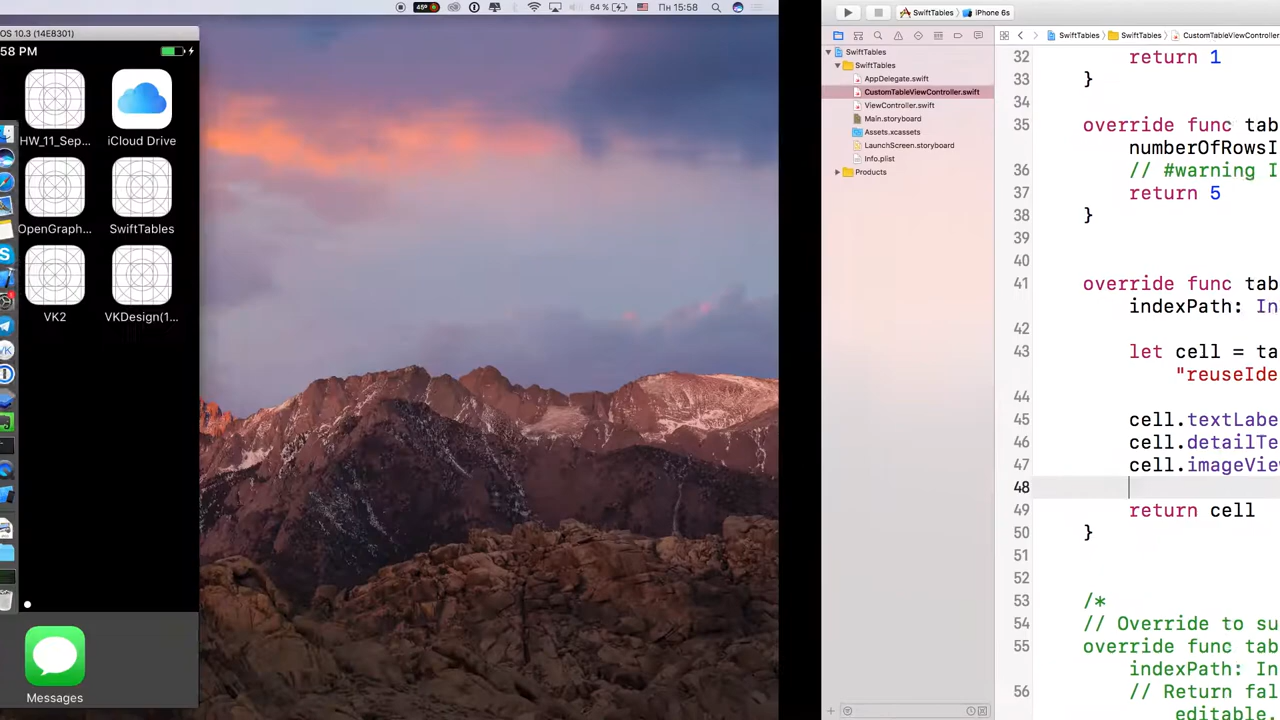 OS 10.3 (14E8301)
58 PM
HW_11_Sep...
iCloud Drive
OpenGraph...
SwiftTables
VK2
VKDesign(1...
Messages
45º
64 %
Пн 15:58
SwiftTables
iPhone 6s
SwiftTables
SwiftTables
CustomTableViewController
SwiftTables
SwiftTables
AppDelegate.swift
CustomTableViewController.swift
ViewController.swift
Main.storyboard
Assets.xcassets
LaunchScreen.storyboard
Info.plist
Products
32 return 1
33 }
34
35 override func tab
numberOfRowsI
36 // #warning I
37 return 5
38 }
39
40
41 override func tab
indexPath: In
42
43 let cell = ta
"reuseIde
44
45 cell.textLabe
46 cell.detailTe
47 cell.imageVie
48
49 return cell
50 }
51
52
53 /*
54 // Override to su
55 override func tab
indexPath: In
56 // Return fal
editable.